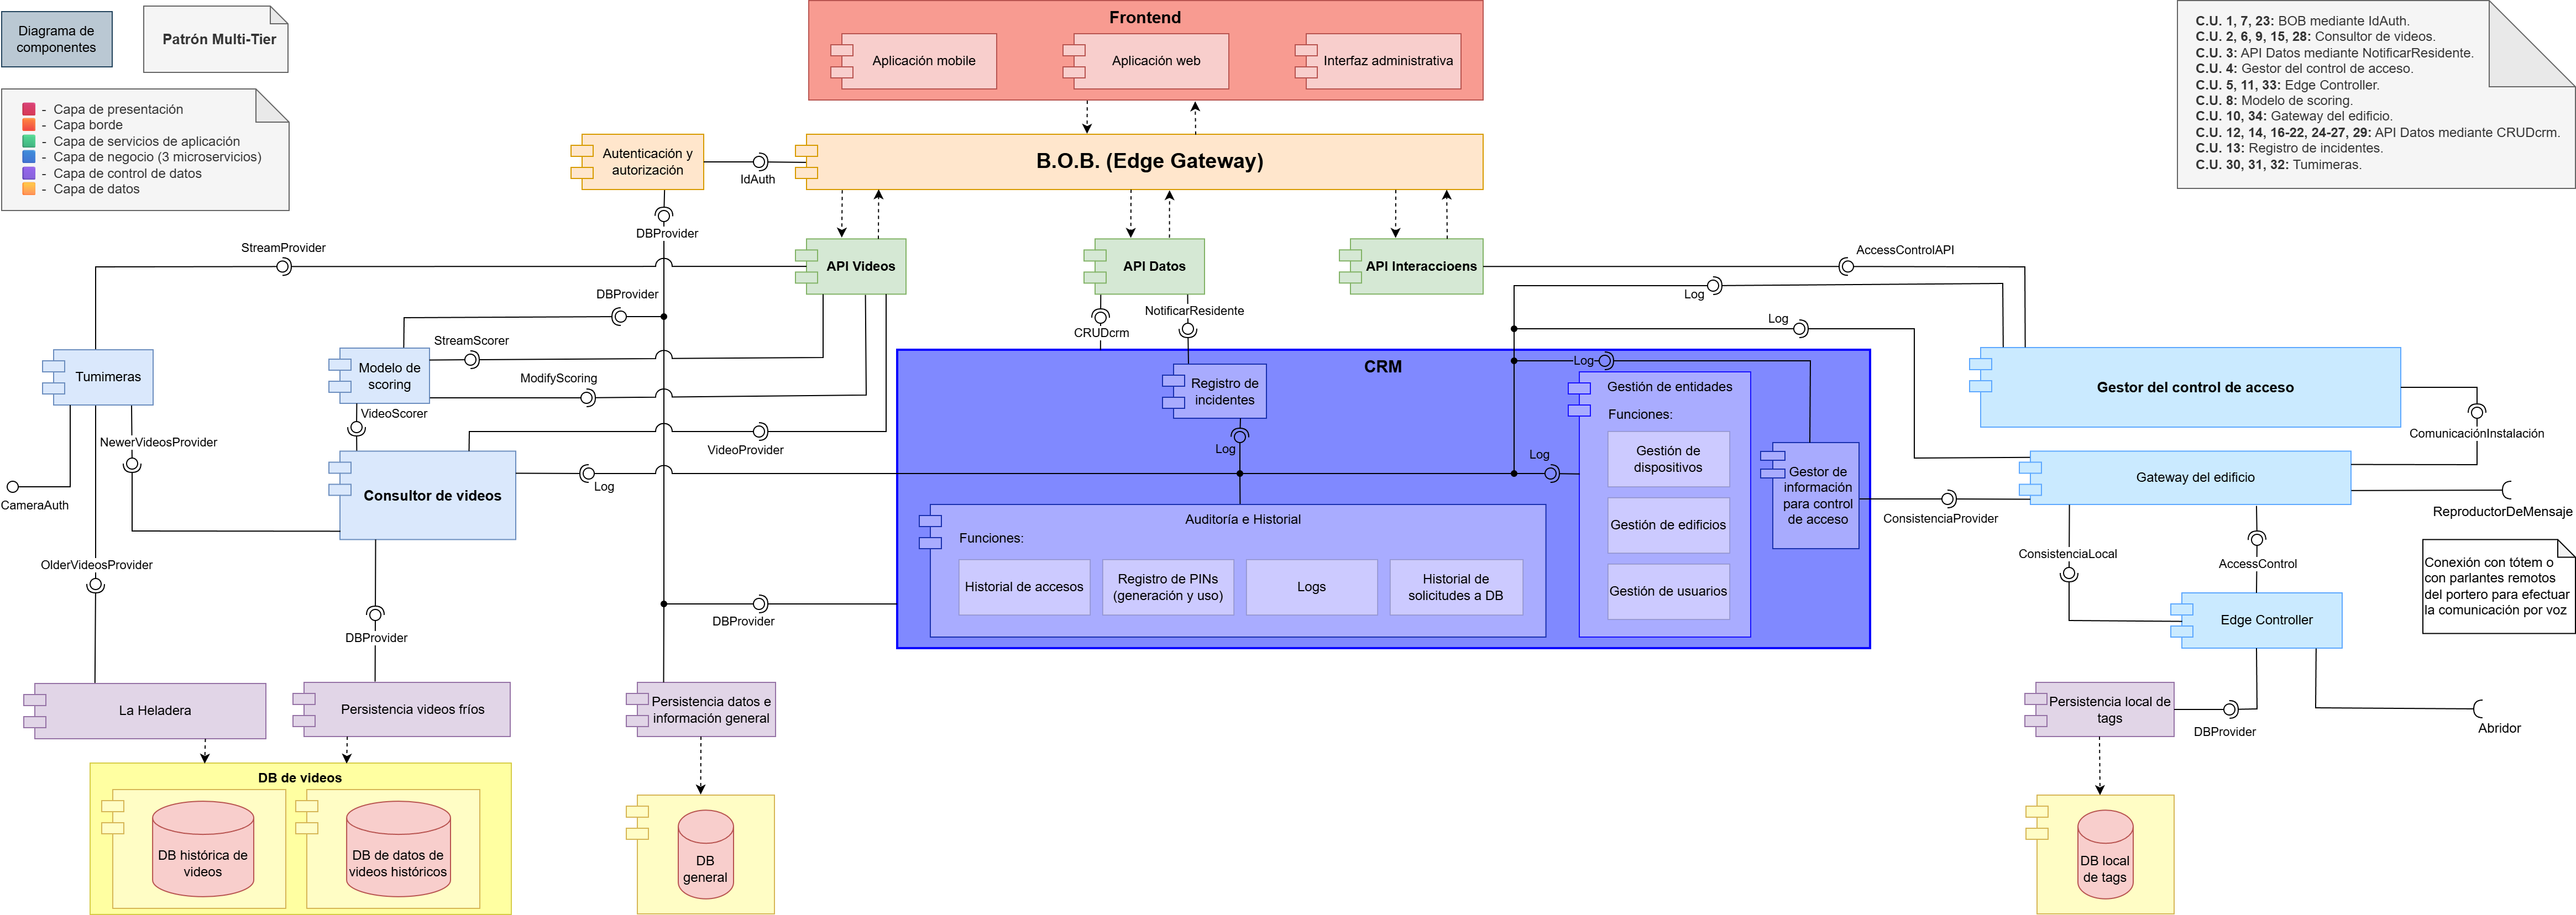 Diagrama de
componentes
Patrón Multi-Tier
- Capa de presentación
- Capa borde
- Capa de servicios de aplicación
- Capa de negocio (3 microservicios)
- Capa de control de datos
- Capa de datos
Frontend
Aplicación mobile
Aplicación web
Interfaz administrativa
C.U. 1, 7, 23: BOB mediante IdAuth.
C.U. 2, 6, 9, 15, 28: Consultor de videos.
C.U. 3: API Datos mediante NotificarResidente.
C.U. 4: Gestor del control de acceso.
C.U. 5, 11, 33: Edge Controller.
C.U. 8: Modelo de scoring.
C.U. 10, 34: Gateway del edificio.
C.U. 12, 14, 16-22, 24-27, 29: API Datos mediante CRUDcrm.
C.U. 13: Registro de incidentes.
C.U. 30, 31, 32: Tumimeras.
Autenticación y
autorización
IdAuth
B.O.B. (Edge Gateway)
DBProvider
StreamProvider
API Videos
API Datos
API Interaccioens
AccessControlAPI
Log
DBProvider
NotificarResidente
CRUDcrm
Log
StreamScorer
Tumimeras
Modelo de
scoring
ModifyScoring
VideoScorer
NewerVideosProvider
VideoProvider
CRM
Log
Registro de
incidentes
Log
Gestión de entidades
Funciones:
Gestión de
dispositivos
Gestión de edificios
Gestión de usuarios
Log
Gestor de
información
para control
de acceso
Gestor del control de acceso
ComunicaciónInstalación
Gateway del edificio
ReproductorDeMensaje
ConsistenciaProvider
CameraAuth
Consultor de videos
Log
Auditoría e Historial
Funciones:
Historial de accesos
Registro de PINs
(generación y uso)
Logs
Historial de
solicitudes a DB
OlderVideosProvider
ConsistenciaLocal
AccessControl
Conexión con tótem o
con parlantes remotos
del portero para efectuar
la comunicación por voz
Edge Controller
DBProvider
DBProvider
La Heladera
Persistencia videos fríos
Persistencia datos e
información general
Persistencia local de
tags
DBProvider
Abridor
DB de videos
DB histórica de
videos
DB de datos de
videos históricos
DB
general
DB local
de tags